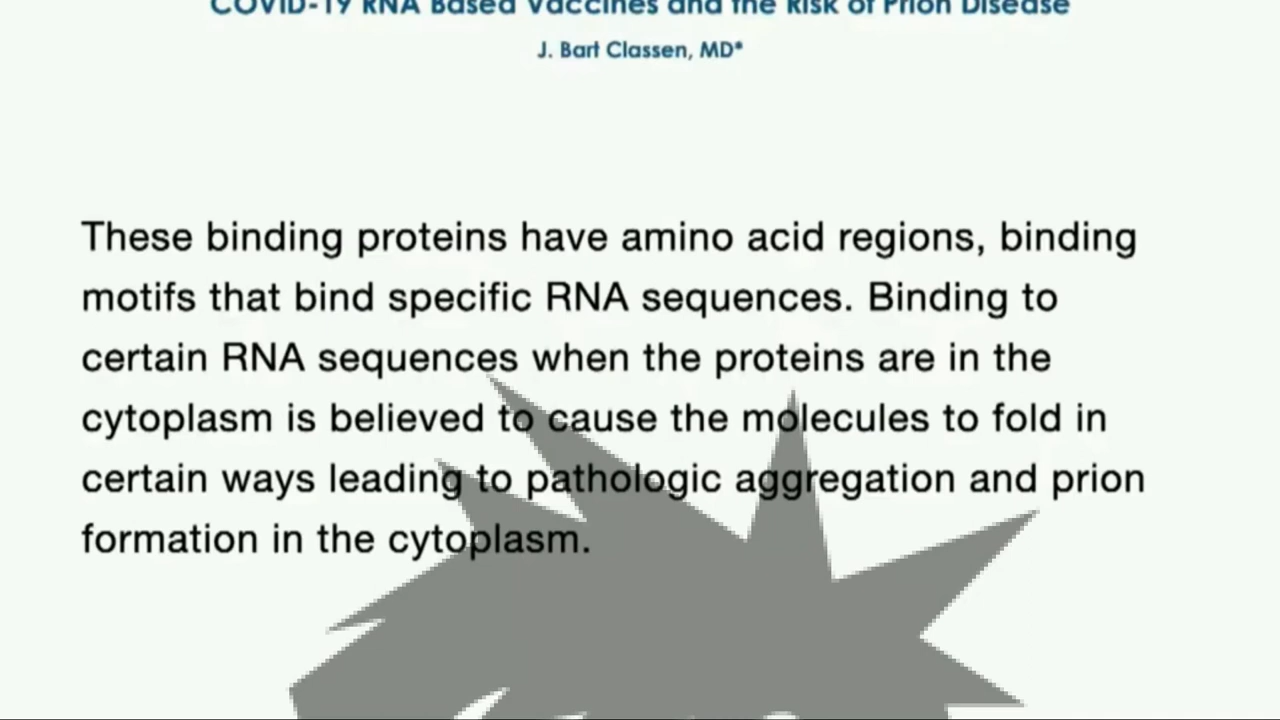 COVID-19 RNA Based Vaccines and the Risk of Prion Disease
J. Bart Classen, MD*
These binding proteins have amino acid regions, binding
motifs that bind specific RNA sequences. Binding to
certain RNA sequences when the proteins are in the
cytoplasm is believed to cause the molecules to fold in
certain ways leading to pathologic aggregation and prion
formation in the cytoplasm.